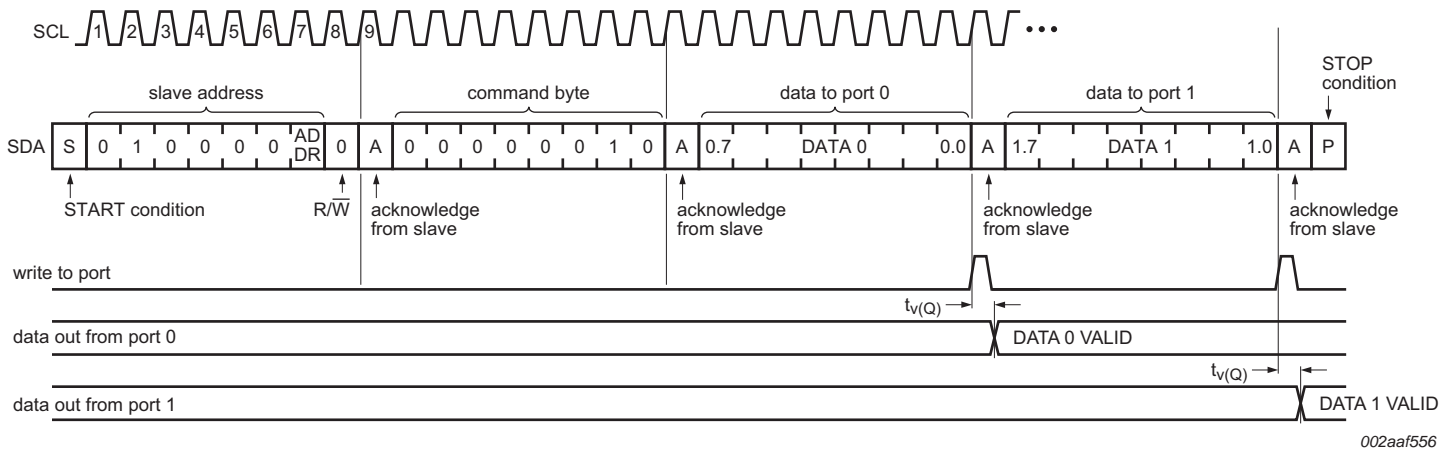 SCL 1 2 3 4 5 6 7 8 9 •••
STOP
condition
slave address command byte data to port 0 data to port 1
SDA S 0 1 0 0 0 0 AD DR 0 A 0 0 0 0 0 0 1 0 A 0.7 DATA 0 0.0 A 1.7 DATA 1 1.0 A P
START condition R/W̅ acknowledge from slave acknowledge from slave acknowledge from slave acknowledge from slave
write to port
tv(Q)
data out from port 0 DATA 0 VALID
tv(Q)
data out from port 1 DATA 1 VALID
002aaf556